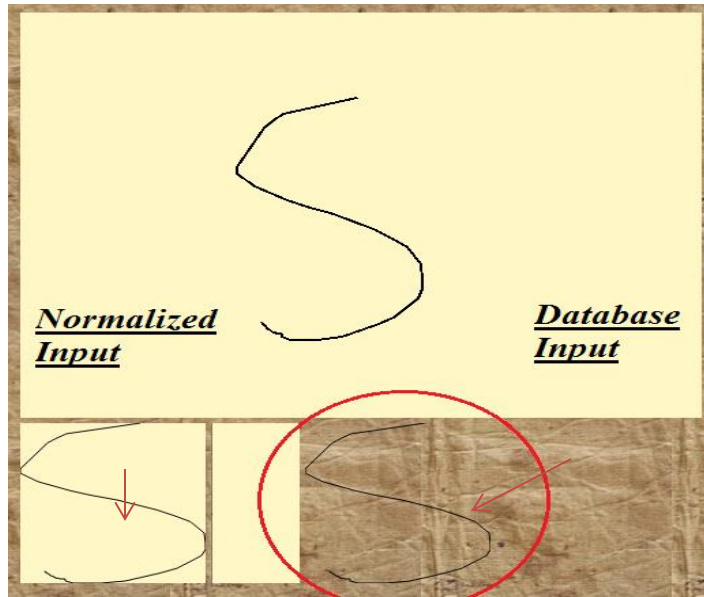 S
Normalized
Input
Database
Input
S
S